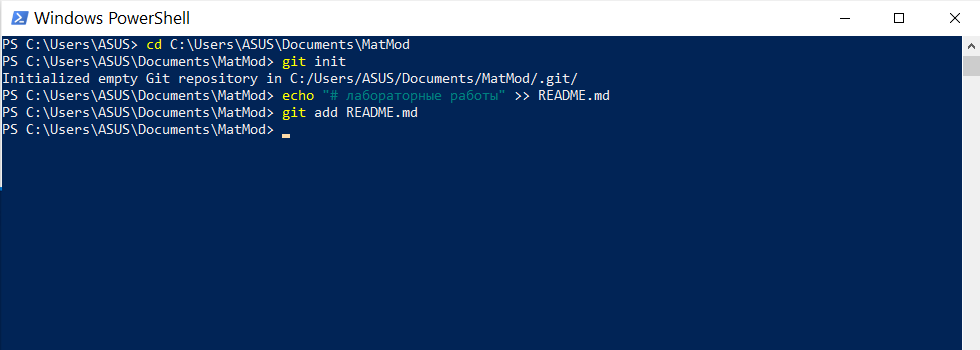 Windows PowerShell
PS C:\Users\ASUS> cd C:\Users\ASUS\Documents\MatMod
PS C:\Users\ASUS\Documents\MatMod> git init
Initialized empty Git repository in C:/Users/ASUS/Documents/MatMod/.git/
PS C:\Users\ASUS\Documents\MatMod> echo "# лабораторные работы" >> README.md
PS C:\Users\ASUS\Documents\MatMod> git add README.md
PS C:\Users\ASUS\Documents\MatMod>